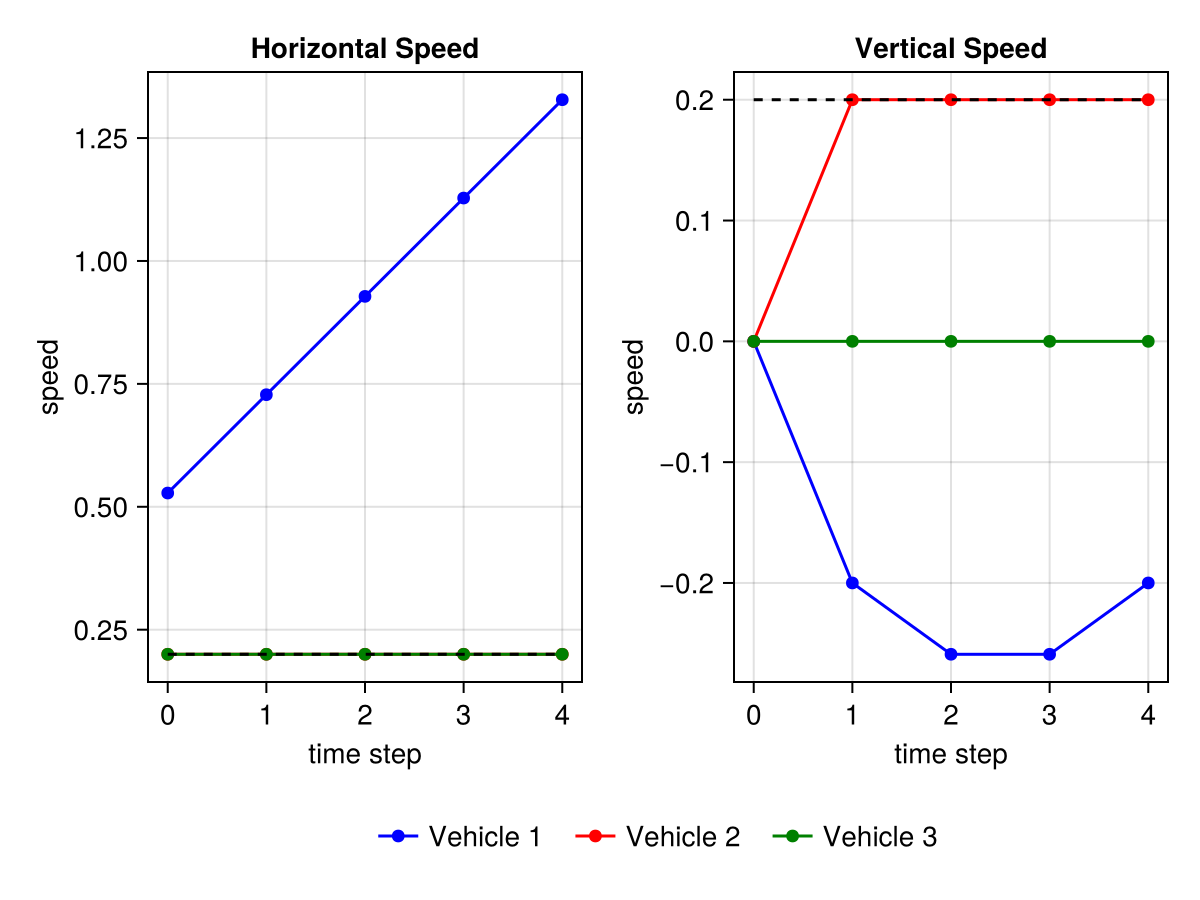 Horizontal Speed
speed
1.25
1.00
0.75
0.50
0.25
0 1 2 3 4
time step
Vertical Speed
speed
0.2
0.1
0.0
−0.1
−0.2
0 1 2 3 4
time step
Vehicle 1 Vehicle 2 Vehicle 3